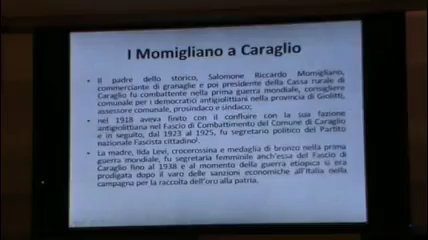 I Momigliano a Caraglio
• Il padre dello storico, Salomone Riccardo Momigliano,
commerciante di granaglie e poi presidente della Cassa rurale di
Caraglio fu combattente nella prima guerra mondiale, consigliere
comunale per i democratici antigiolittiani nella provincia di Giolitti,
assessore comunale, prosindaco e sindaco;
• nel 1918 aveva finito con il confluire con la sua fazione
antigiolittiana nel Fascio di Combattimento del Comune di Caraglio
e in seguito, dal 1923 al 1925, fu segretario politico del Partito
nazionale Fascista cittadino;
• La madre, Ilda Levi, crocerossina e medaglia di bronzo nella prima
guerra mondiale, fu segretaria femminile anch'essa del Fascio di
Caraglio fino al 1938 e al momento della guerra etiopica si era
prodigata dopo il varo delle sanzioni economiche all'Italia nella
campagna per la raccolta dell'oro alla patria.